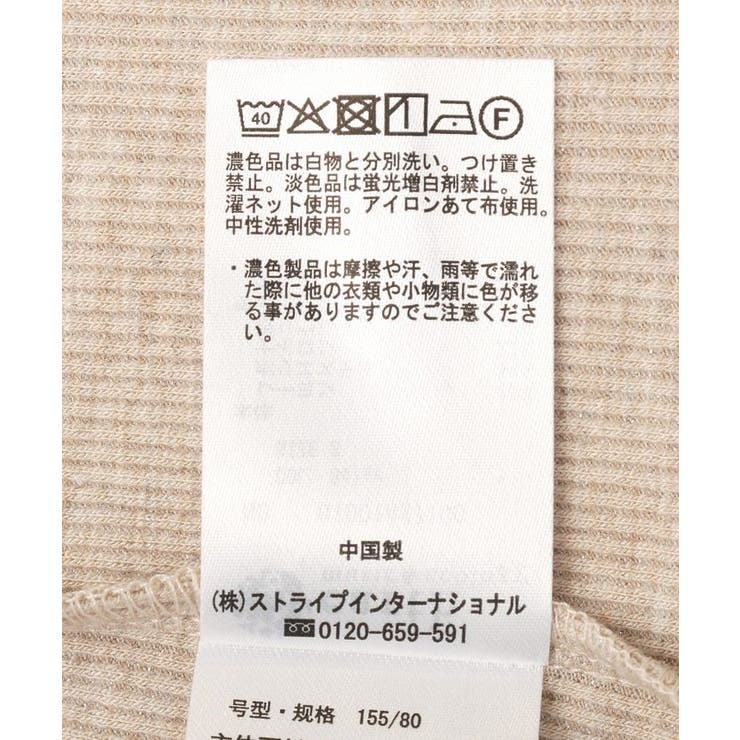 40 F
濃色品は白物と分別洗い。つけ置き
禁止。淡色品は蛍光増白剤禁止。洗
濯ネット使用。アイロンあて布使用。
中性洗剤使用。
・濃色製品は摩擦や汗、雨等で濡れ
た際に他の衣類や小物類に色が移
る事がありますのでご注意くださ
い。
中国製
(株)ストライプインターナショナル
0120-659-591
号型・规格 155/80